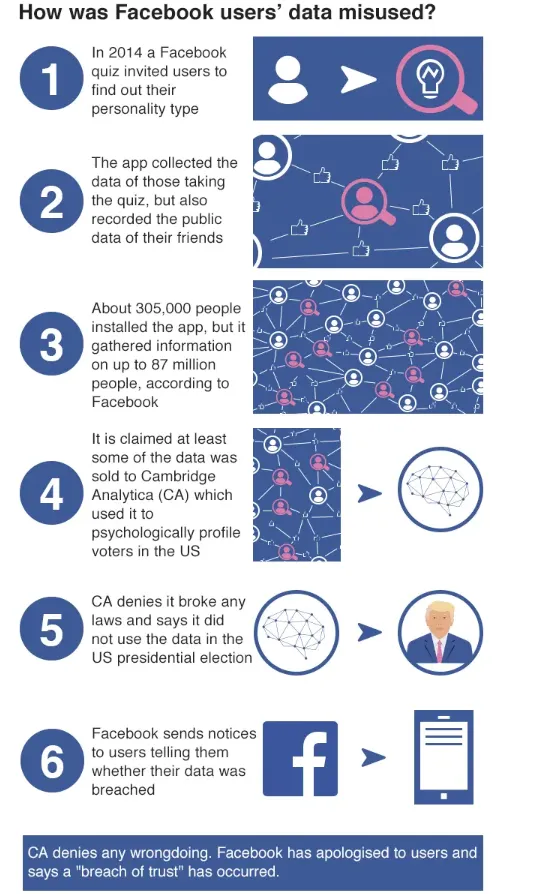 How was Facebook users' data misused?
1
In 2014 a Facebook
quiz invited users to
find out their
personality type
2
The app collected the
data of those taking
the quiz, but also
recorded the public
data of their friends
3
About 305,000 people
installed the app, but it
gathered information
on up to 87 million
people, according to
Facebook
4
It is claimed at least
some of the data was
sold to Cambridge
Analytica (CA) which
used it to
psychologically profile
voters in the US
5
CA denies it broke any
laws and says it did
not use the data in the
US presidential election
6
Facebook sends notices
to users telling them
whether their data was
breached
f
CA denies any wrongdoing. Facebook has apologised to users and
says a "breach of trust" has occurred.